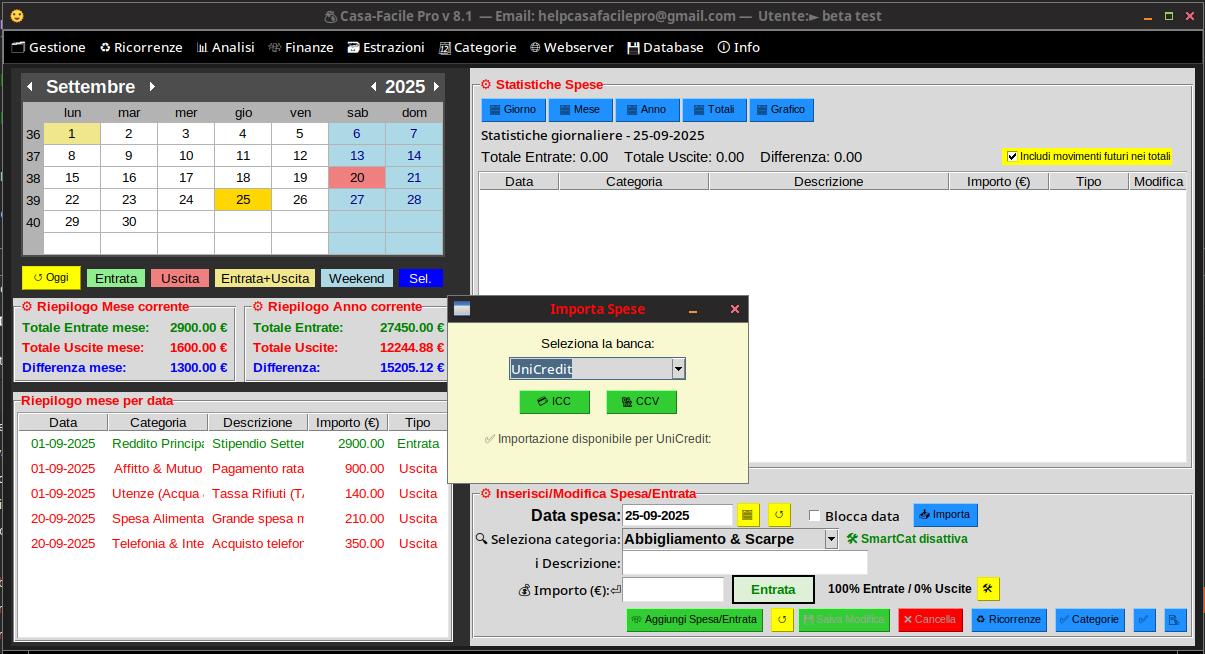 Casa-Facile Pro v 8.1 — Email: helpcasafacilepro@gmail.com — Utente:► beta test
Gestione Ricorrenze Analisi Finanze Estrazioni Categorie Webserver Database Info
Settembre 2025
lun mar mer gio ven sab dom
36 1 2 3 4 5 6 7
37 8 9 10 11 12 13 14
38 15 16 17 18 19 20 21
39 22 23 24 25 26 27 28
40 29 30
Oggi Entrata Uscita Entrata+Uscita Weekend Sel.
Riepilogo Mese corrente
Totale Entrate mese: 2900.00 €
Totale Uscite mese: 1600.00 €
Differenza mese: 1300.00 €
Riepilogo Anno corrente
Totale Entrate: 27450.00 €
Totale Uscite: 12244.88 €
Differenza: 15205.12 €
Riepilogo mese per data
Data Categoria Descrizione Importo (€) Tipo
01-09-2025 Reddito Principa Stipendio Setter 2900.00 Entrata
01-09-2025 Affitto & Mutuo Pagamento rata 900.00 Uscita
01-09-2025 Utenze (Acqua Tassa Rifiuti (TA 140.00 Uscita
20-09-2025 Spesa Alimenta Grande spesa m 210.00 Uscita
20-09-2025 Telefonia & Inte Acquisto telefor 350.00 Uscita
Statistiche Spese
Giorno Mese Anno Totali Grafico
Statistiche giornaliere - 25-09-2025
Totale Entrate: 0.00 Totale Uscite: 0.00 Differenza: 0.00
Includi movimenti futuri nei totali
Data Categoria Descrizione Importo (€) Tipo Modifica
Importa Spese
Seleziona la banca:
UniCredit
ICC CCV
✅ Importazione disponibile per UniCredit:
Inserisci/Modifica Spesa/Entrata
Data spesa: 25-09-2025 Blocca data Importa
Seleziona categoria: Abbigliamento & Scarpe SmartCat disattiva
i Descrizione:
Importo (€):⏎ Entrata 100% Entrate / 0% Uscite
Aggiungi Spesa/Entrata Salva Modifica Cancella Ricorrenze Categorie